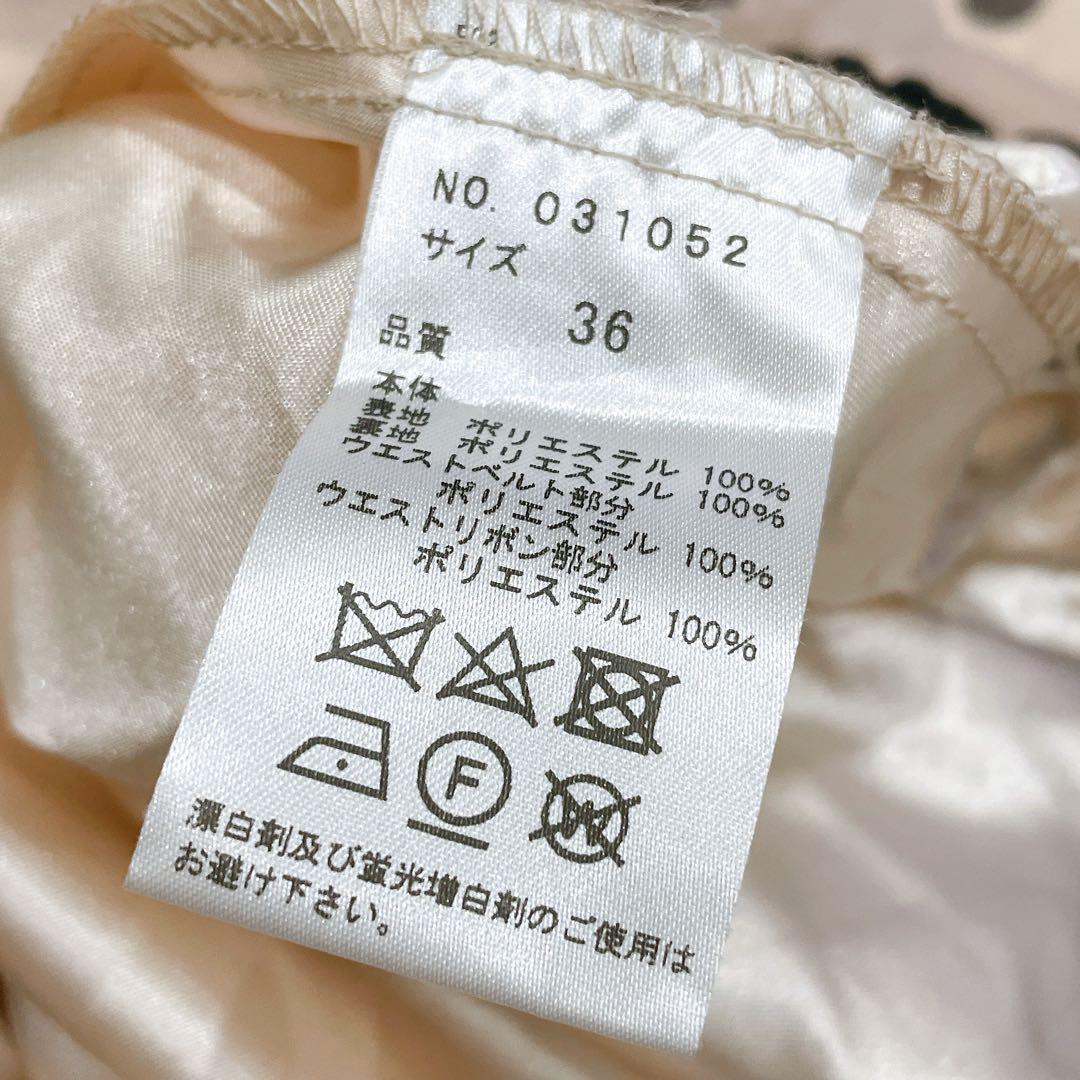 NO. 031052
サイズ
36
品質
本体
表地 ポリエステル 100%
裏地 ポリエステル 100%
ウエストベルト部分
ポリエステル 100%
ウエストリボン部分
ポリエステル 100%
F
W
漂白剤及び蛍光増白剤のご使用は
お避け下さい。